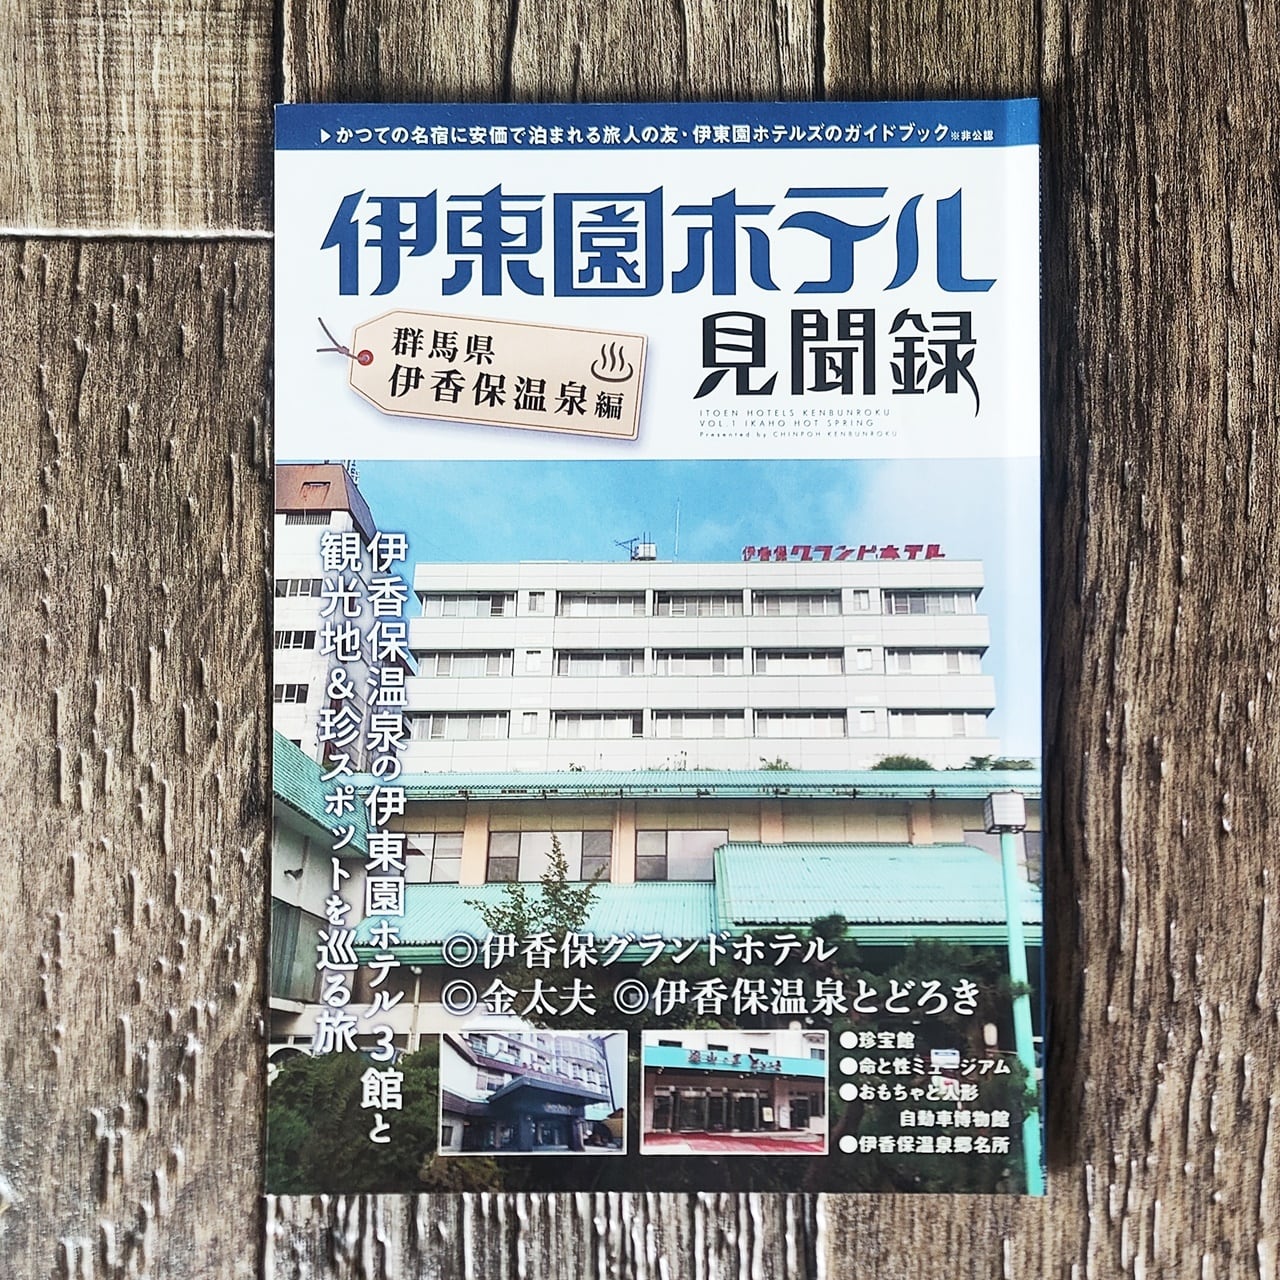 ▶かつての名宿に安価で泊まれる旅人の友・伊東園ホテルズのガイドブック※非公認
伊東園ホテル
見聞録
群馬県
伊香保温泉編
ITOEN HOTELS KENBUNROKU
VOL.1 IKAHO HOT SPRING
Presented by CHINPOH KENBUNROKU
伊香保グランドホテル
伊香保温泉の伊東園ホテル3館と
観光地&珍スポットを巡る旅
◎伊香保グランドホテル
◎金太夫 ◎伊香保温泉とどろき
●珍宝館
●命と性ミュージアム
●おもちゃと人形
自動車博物館
●伊香保温泉郷名所